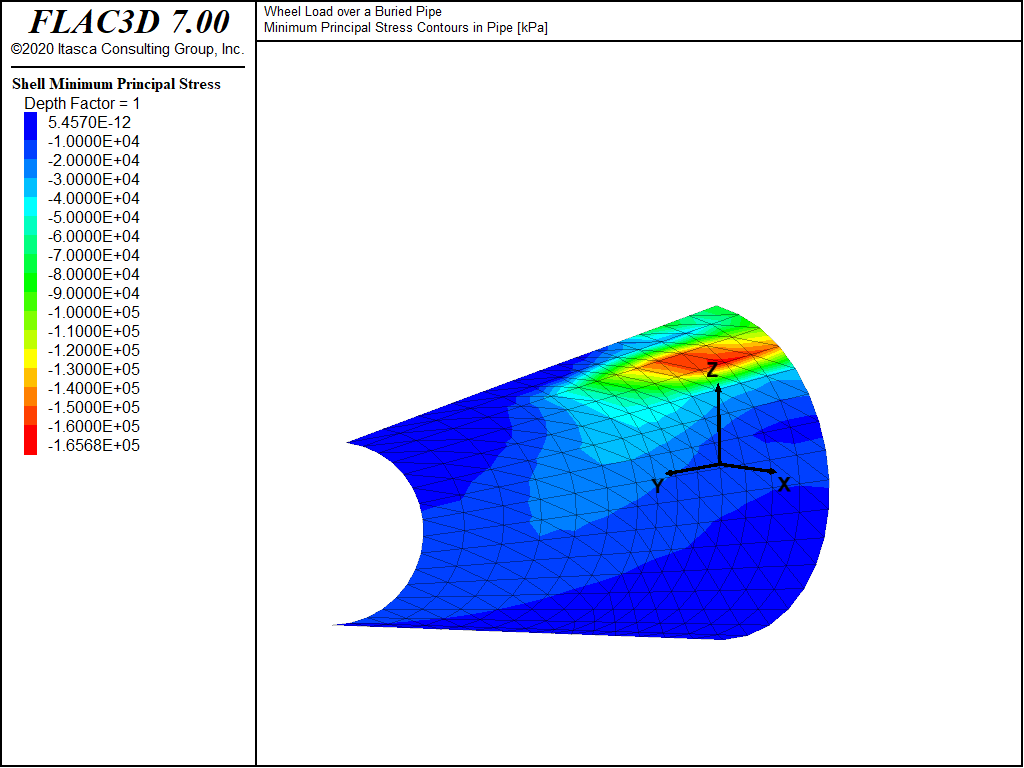 FLAC3D 7.00
©2020 Itasca Consulting Group, Inc.
Wheel Load over a Buried Pipe
Minimum Principal Stress Contours in Pipe [kPa]
Shell Minimum Principal Stress
Depth Factor = 1
5.4570E-12
-1.0000E+04
-2.0000E+04
-3.0000E+04
-4.0000E+04
-5.0000E+04
-6.0000E+04
-7.0000E+04
-8.0000E+04
-9.0000E+04
-1.0000E+05
-1.1000E+05
-1.2000E+05
-1.3000E+05
-1.4000E+05
-1.5000E+05
-1.6000E+05
-1.6568E+05
Z
Y
X